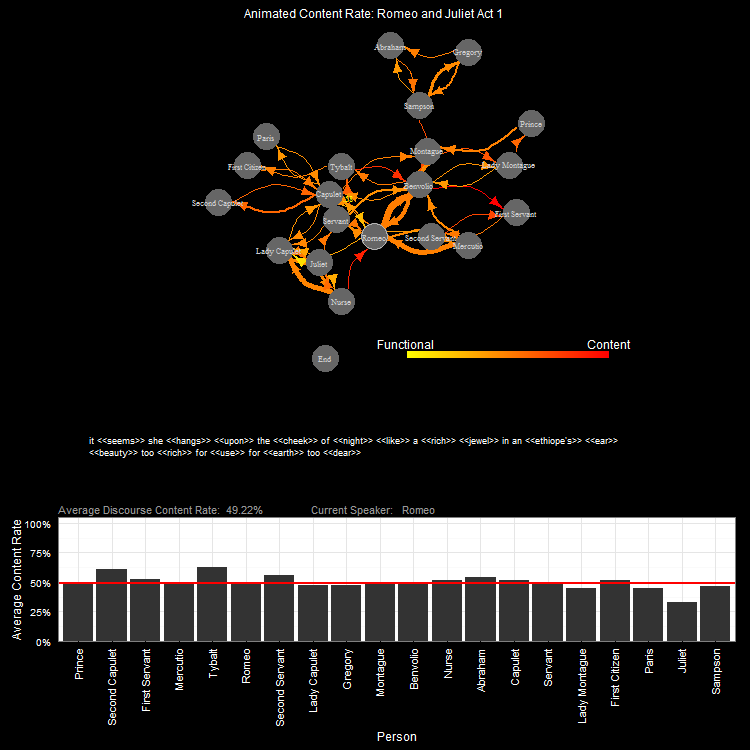 Animated Content Rate: Romeo and Juliet Act 1
Abraham
Gregory
Sampson
Prince
Paris
Montague
First Citizen
Tybalt
Lady Montague
Benvolio
Capulet
Second Capulet
First Servant
Servant
Romeo
Second Servant
Mercutio
Lady Capulet
Juliet
Nurse
Functional Content
End
it <<seems>> she <<hangs>> <<upon>> the <<cheek>> of <<night>> <<like>> a <<rich>> <<jewel>> in an <<ethiope's>> <<ear>>
<<beauty>> too <<rich>> for <<use>> for <<earth>> too <<dear>>
Average Discourse Content Rate: 49.22% Current Speaker: Romeo
Average Content Rate
100%
75%
50%
25%
0%
Prince
Second Capulet
First Servant
Mercutio
Tybalt
Romeo
Second Servant
Lady Capulet
Gregory
Montague
Benvolio
Nurse
Abraham
Capulet
Servant
Lady Montague
First Citizen
Paris
Juliet
Sampson
Person